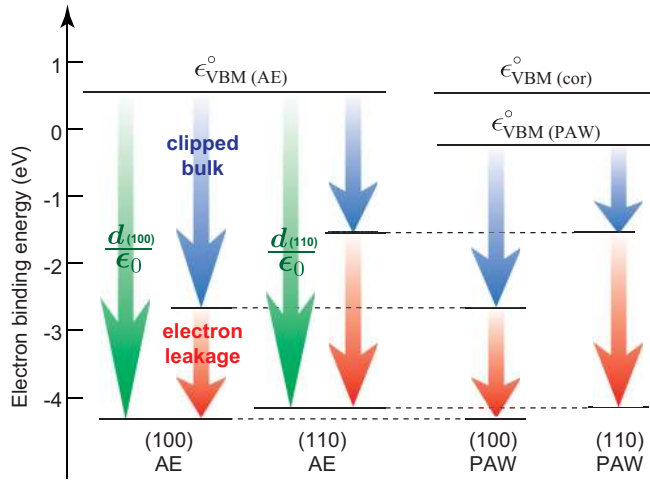 Electron binding energy (eV)
1
0
-1
-2
-3
-4
ϵ°VBM (AE)
ϵ°VBM (cor)
ϵ°VBM (PAW)
clipped
bulk
d(100)
ϵ0
d(110)
ϵ0
electron
leakage
(100)
AE
(110)
AE
(100)
PAW
(110)
PAW